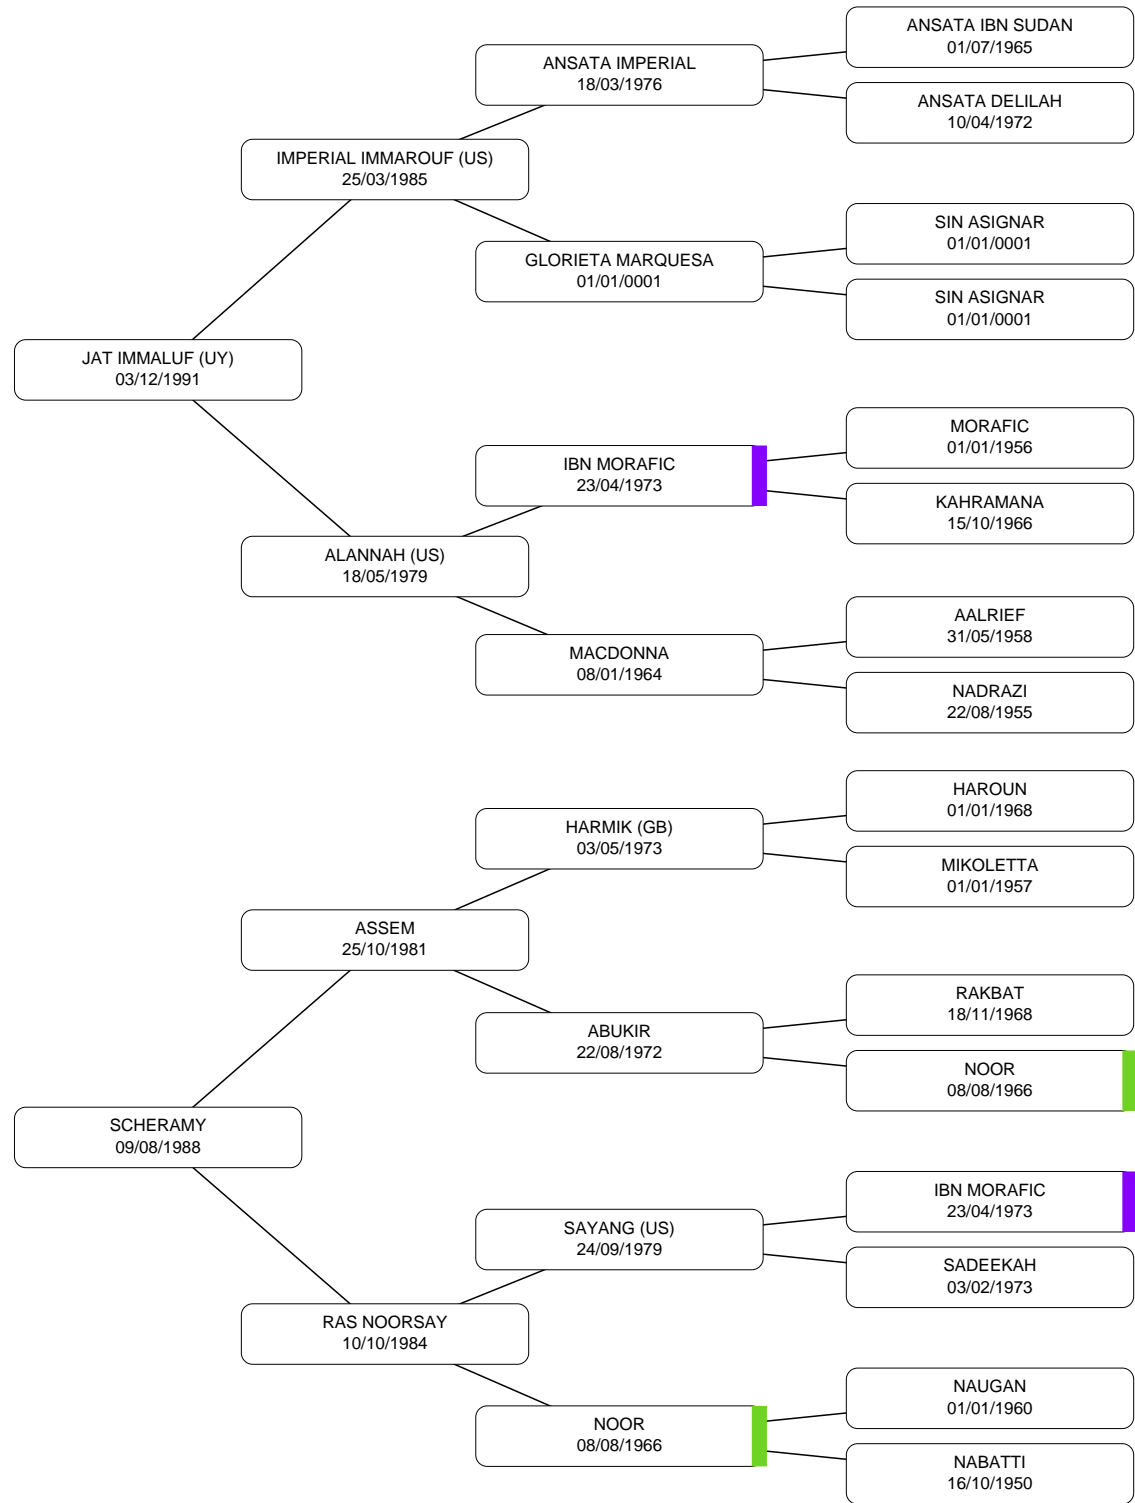 ANSATA IBN SUDAN
01/07/1965
ANSATA IMPERIAL
18/03/1976
ANSATA DELILAH
10/04/1972
IMPERIAL IMMAROUF (US)
25/03/1985
SIN ASIGNAR
01/01/0001
GLORIETA MARQUESA
01/01/0001
SIN ASIGNAR
01/01/0001
JAT IMMALUF (UY)
03/12/1991
MORAFIC
01/01/1956
IBN MORAFIC
23/04/1973
KAHRAMANA
15/10/1966
ALANNAH (US)
18/05/1979
AALRIEF
31/05/1958
MACDONNA
08/01/1964
NADRAZI
22/08/1955
HAROUN
01/01/1968
HARMIK (GB)
03/05/1973
MIKOLETTA
01/01/1957
ASSEM
25/10/1981
RAKBAT
18/11/1968
ABUKIR
22/08/1972
NOOR
08/08/1966
SCHERAMY
09/08/1988
IBN MORAFIC
23/04/1973
SAYANG (US)
24/09/1979
SADEEKAH
03/02/1973
RAS NOORSAY
10/10/1984
NAUGAN
01/01/1960
NOOR
08/08/1966
NABATTI
16/10/1950